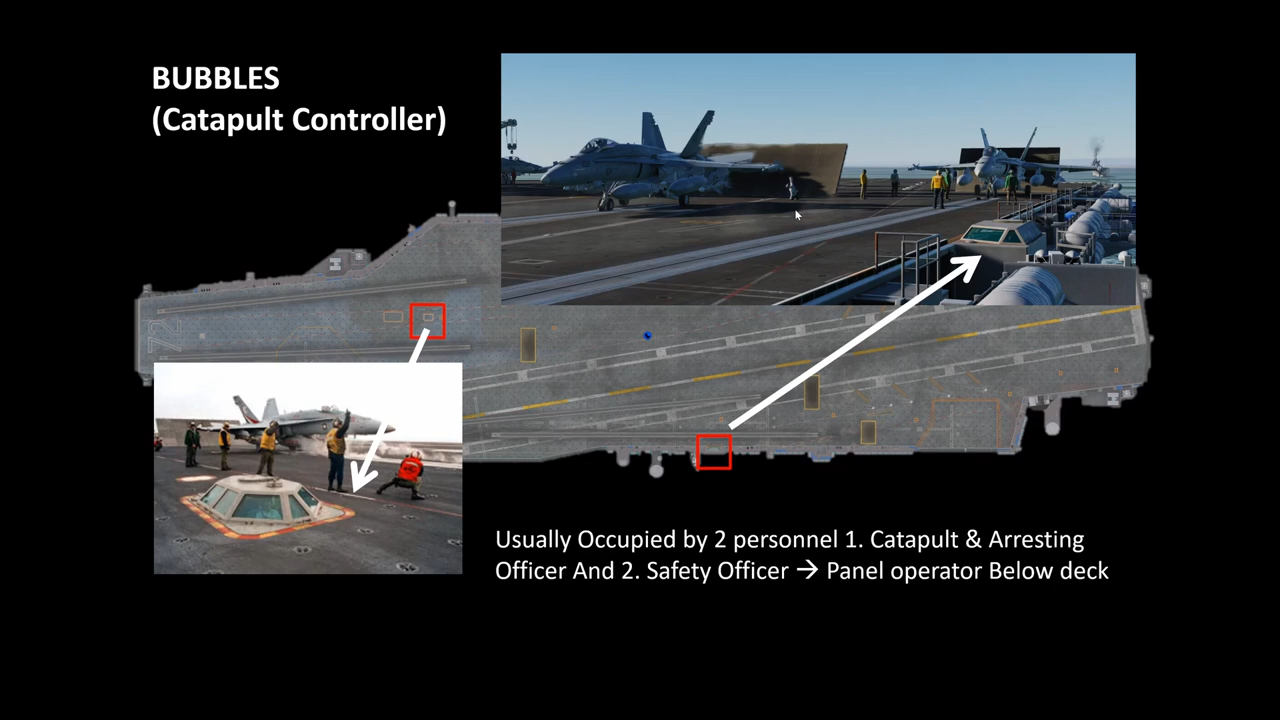 BUBBLES
(Catapult Controller)
Usually Occupied by 2 personnel 1. Catapult & Arresting
Officer And 2. Safety Officer → Panel operator Below deck